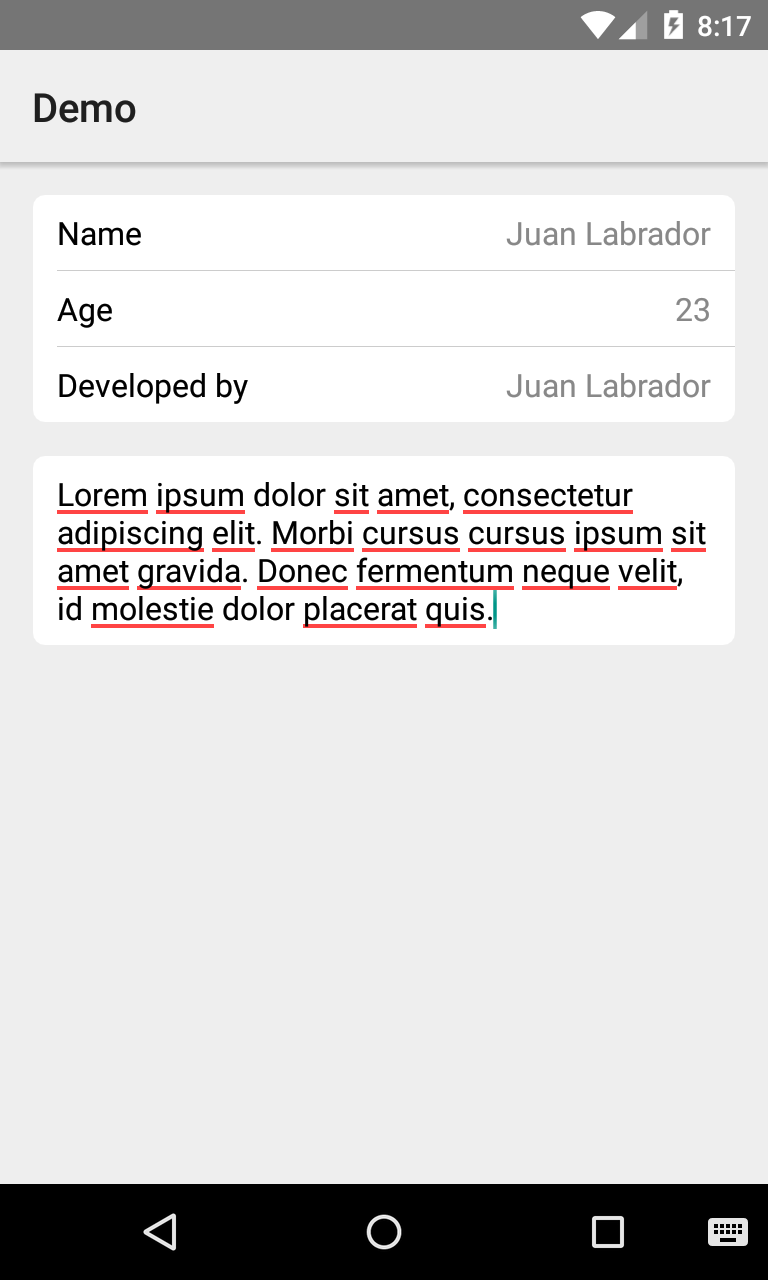 8:17
Demo
Name Juan Labrador
Age 23
Developed by Juan Labrador
Lorem ipsum dolor sit amet, consectetur
adipiscing elit. Morbi cursus cursus ipsum sit
amet gravida. Donec fermentum neque velit,
id molestie dolor placerat quis.